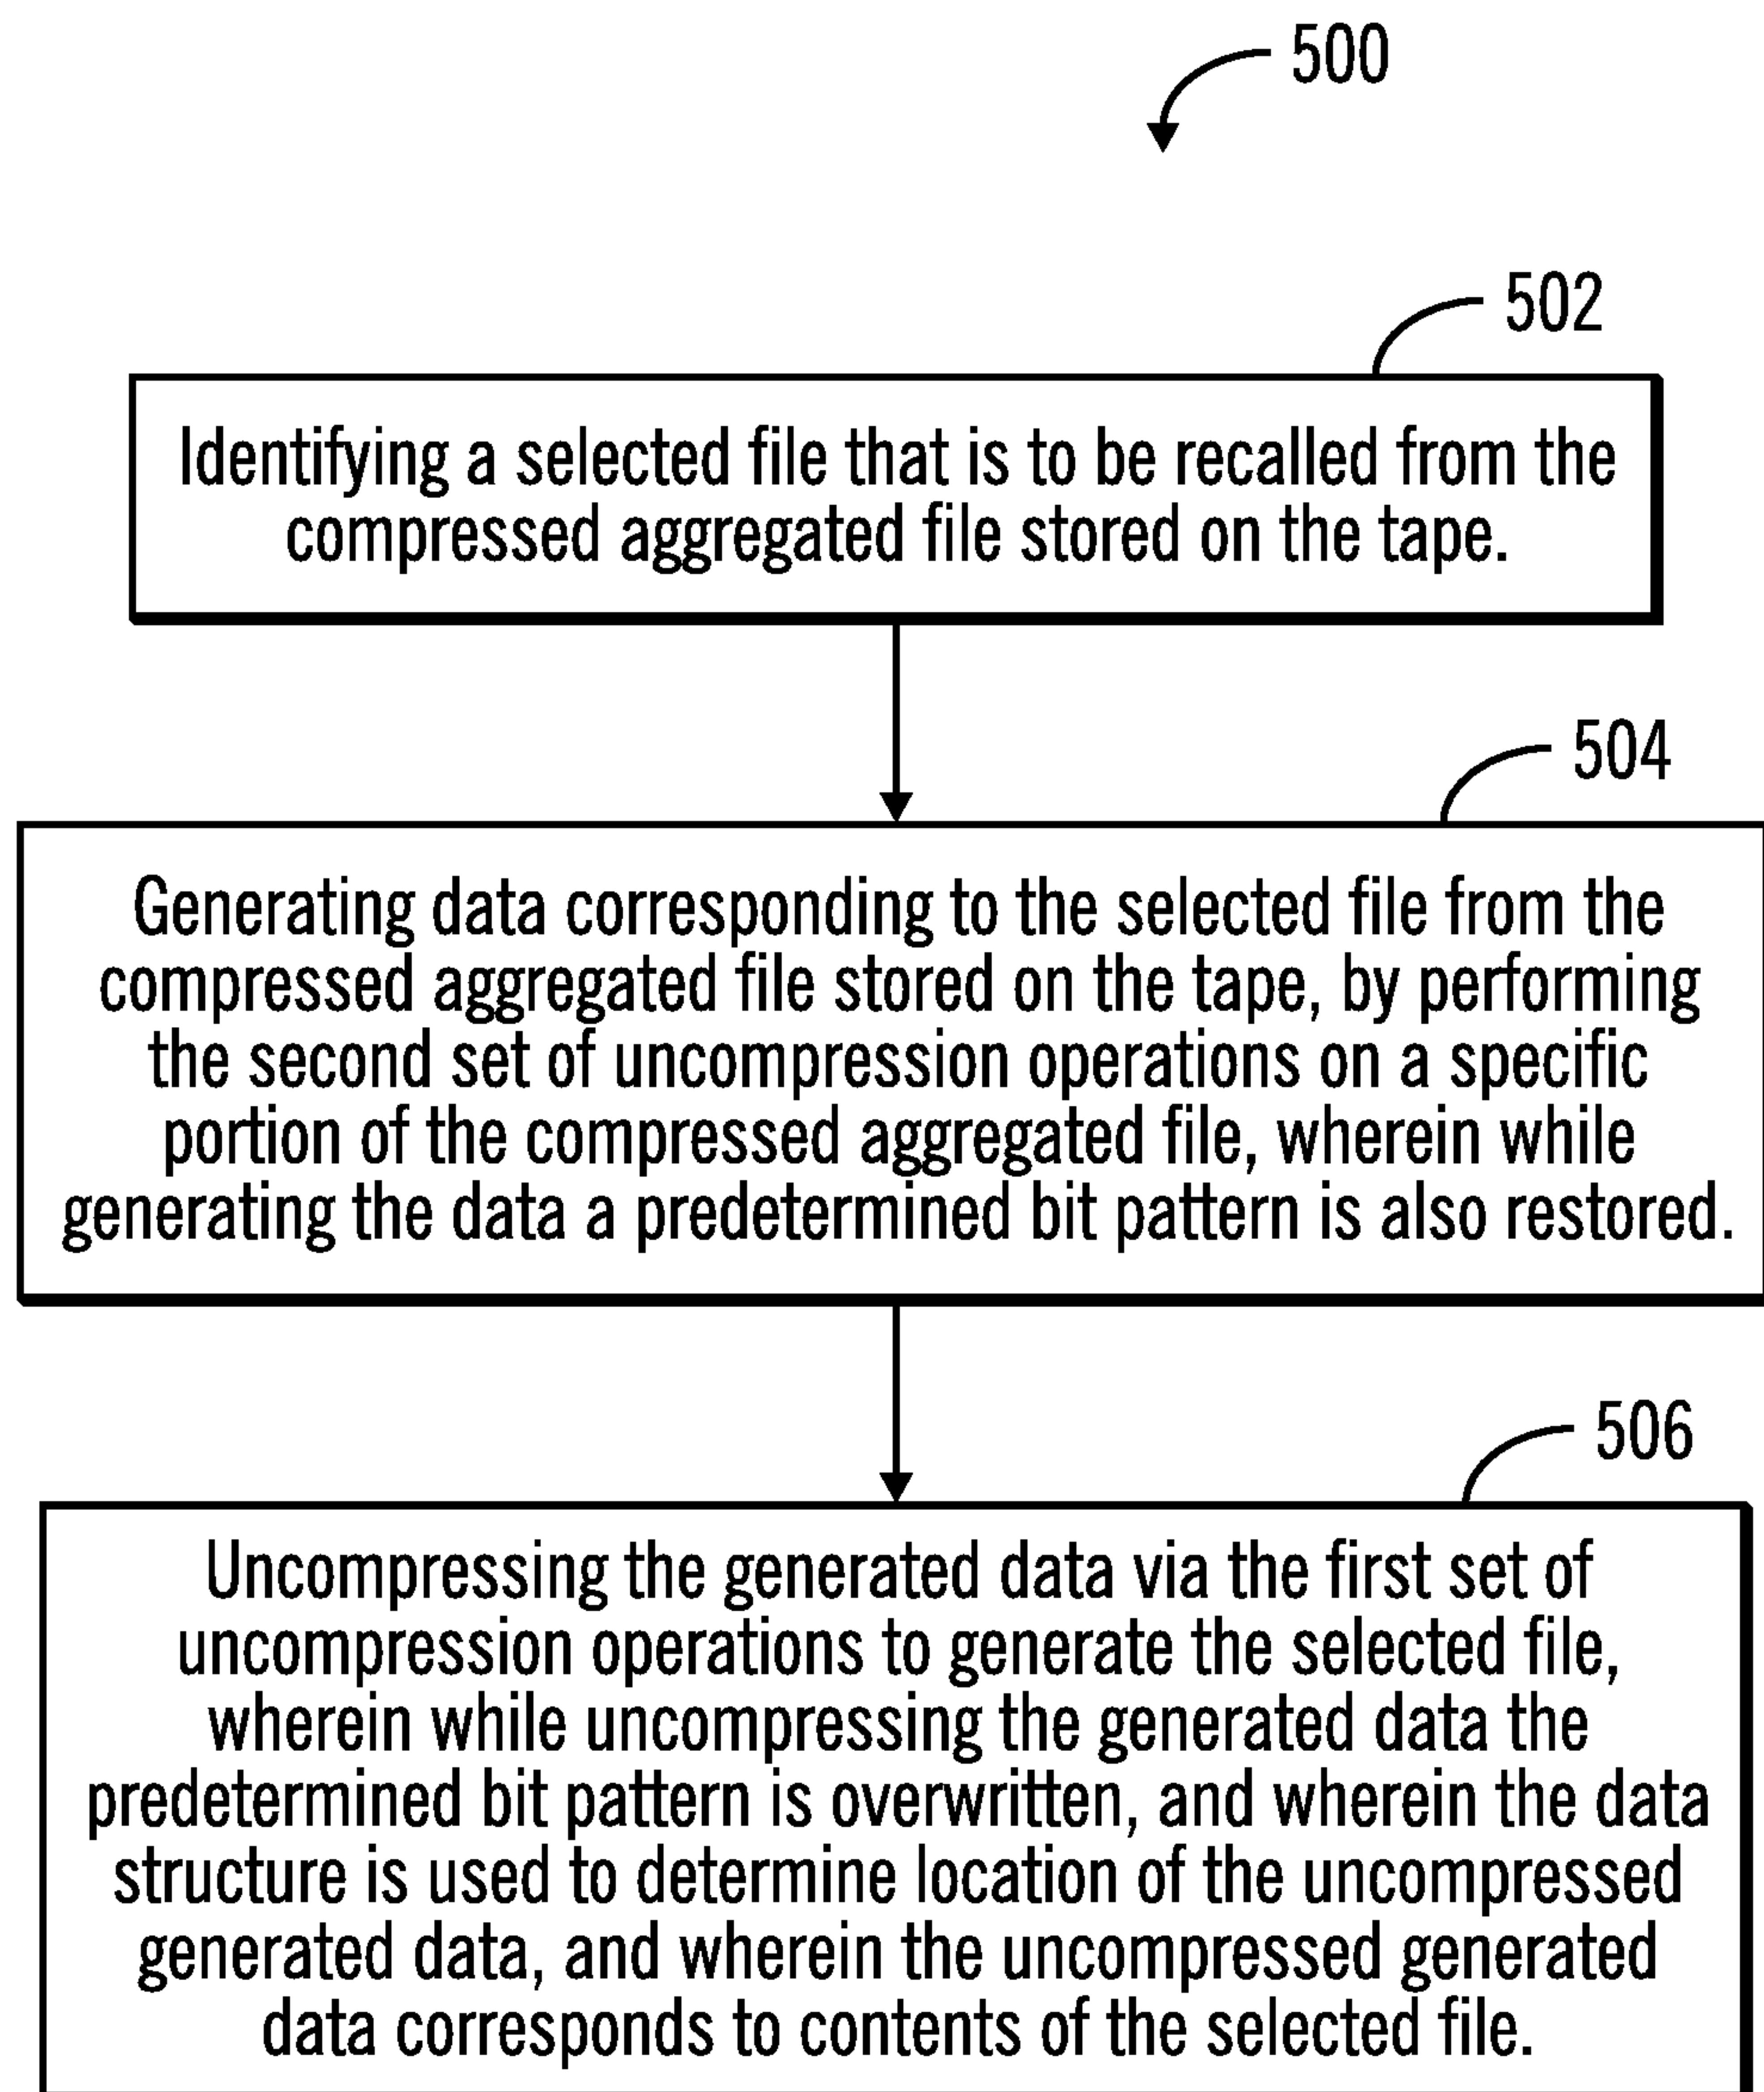 500
502
Identifying a selected file that is to be recalled from the
compressed aggregated file stored on the tape.
504
Generating data corresponding to the selected file from the
compressed aggregated file stored on the tape, by performing
the second set of uncompression operations on a specific
portion of the compressed aggregated file, wherein while
generating the data a predetermined bit pattern is also restored.
506
Uncompressing the generated data via the first set of
uncompression operations to generate the selected file,
wherein while uncompressing the generated data the
predetermined bit pattern is overwritten, and wherein the data
structure is used to determine location of the uncompressed
generated data, and wherein the uncompressed generated
data corresponds to contents of the selected file.